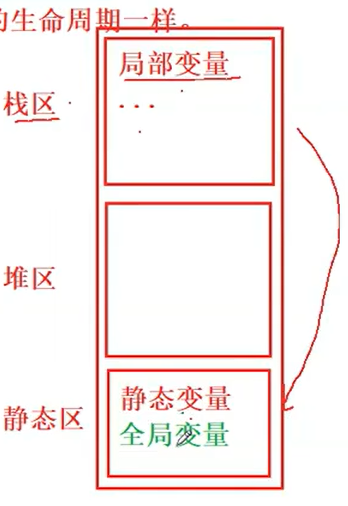 的生命周期一样。
栈区
局部变量
...
堆区
静态区
静态变量
全局变量